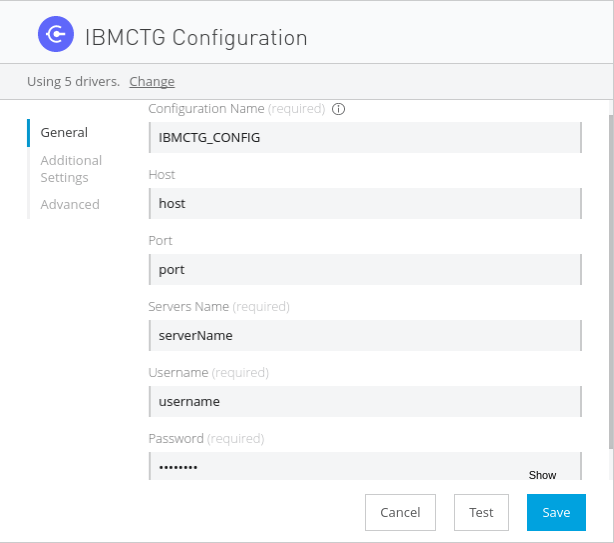 IBMCTG Configuration
Using 5 drivers. Change
General
Additional
Settings
Advanced
Configuration Name (required)
IBMCTG_CONFIG
Host
host
Port
port
Servers Name (required)
serverName
Username (required)
username
Password (required)
••••••••
Show
Cancel Test Save